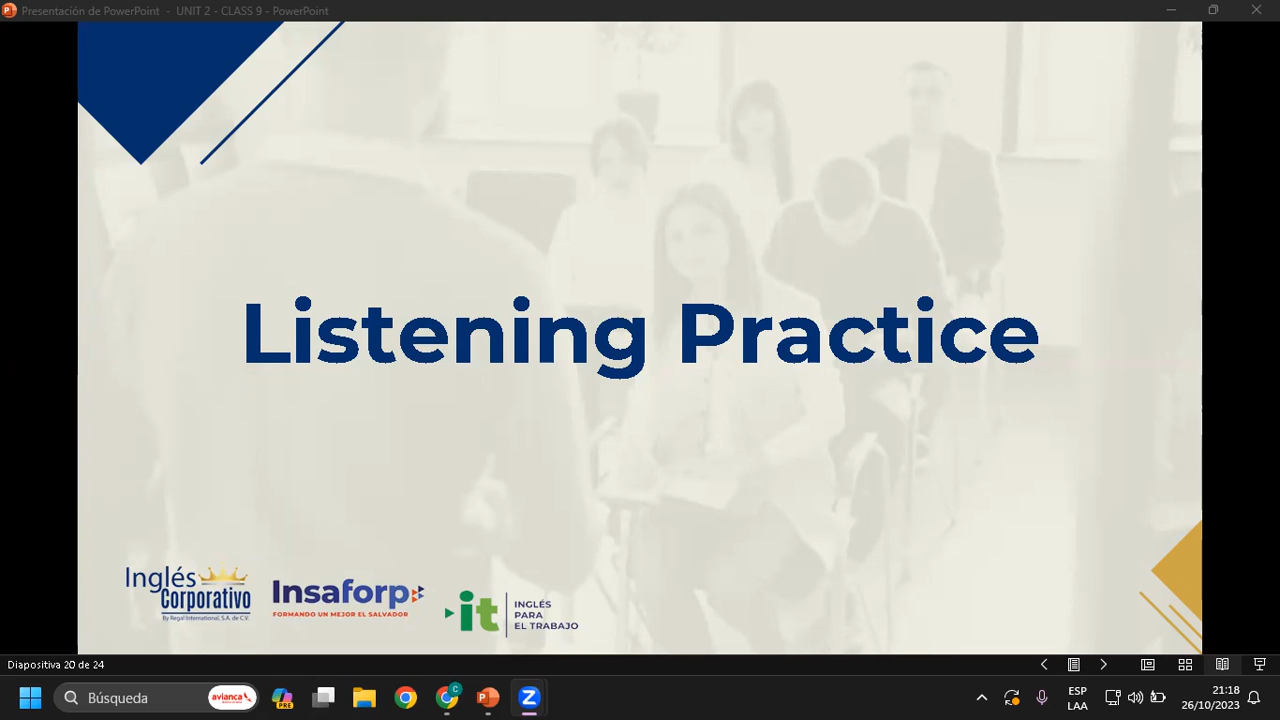 Presentación de PowerPoint - UNIT 2 - CLASS 9 - PowerPoint
Listening Practice
Inglés
Corporativo
By Regal International, S.A. de C.V.
Insaforp
FORMANDO UN MEJOR EL SALVADOR
it
INGLÉS
PARA
EL TRABAJO
Diapositiva 20 de 24
Búsqueda
avianca
PRE
C
P
Z
ESP
LAA
21:18
26/10/2023